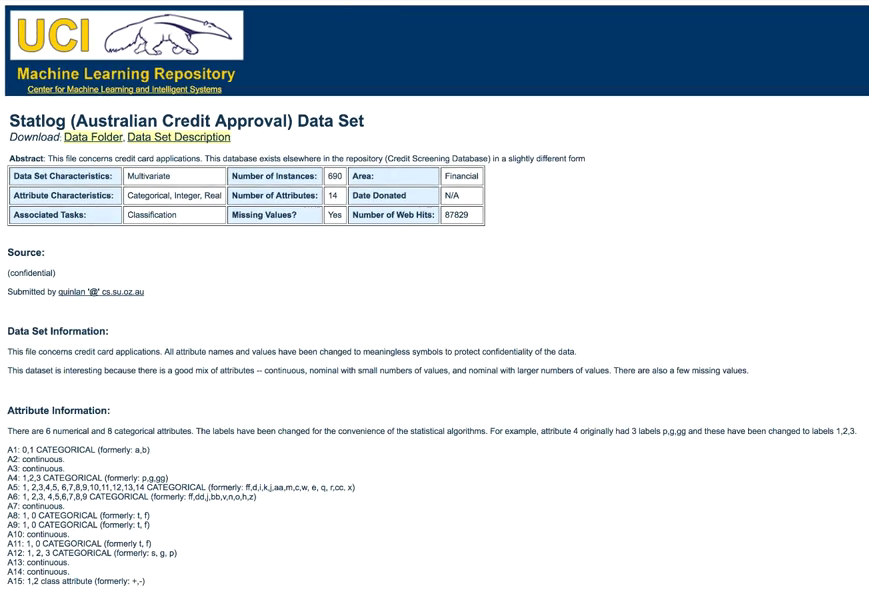 UCI
Machine Learning Repository
Center for Machine Learning and Intelligent Systems
Statlog (Australian Credit Approval) Data Set
Download: Data Folder, Data Set Description
Abstract: This file concerns credit card applications. This database exists elsewhere in the repository (Credit Screening Database) in a slightly different form
Data Set Characteristics: Multivariate Number of Instances: 690 Area: Financial
Attribute Characteristics: Categorical, Integer, Real Number of Attributes: 14 Date Donated N/A
Associated Tasks: Classification Missing Values? Yes Number of Web Hits: 87829
Source:
(confidential)
Submitted by quinlan '@' cs.su.oz.au
Data Set Information:
This file concerns credit card applications. All attribute names and values have been changed to meaningless symbols to protect confidentiality of the data.
This dataset is interesting because there is a good mix of attributes -- continuous, nominal with small numbers of values, and nominal with larger numbers of values. There are also a few missing values.
Attribute Information:
There are 6 numerical and 8 categorical attributes. The labels have been changed for the convenience of the statistical algorithms. For example, attribute 4 originally had 3 labels p,g,gg and these have been changed to labels 1,2,3.
A1: 0,1 CATEGORICAL (formerly: a,b)
A2: continuous.
A3: continuous.
A4: 1,2,3 CATEGORICAL (formerly: p,g,gg)
A5: 1, 2,3,4,5, 6,7,8,9,10,11,12,13,14 CATEGORICAL (formerly: ff,d,i,k,j,aa,m,c,w, e, q, r,cc, x)
A6: 1, 2,3, 4,5,6,7,8,9 CATEGORICAL (formerly: ff,dd,j,bb,v,n,o,h,z)
A7: continuous.
A8: 1, 0 CATEGORICAL (formerly: t, f)
A9: 1, 0 CATEGORICAL (formerly: t, f)
A10: continuous.
A11: 1, 0 CATEGORICAL (formerly t, f)
A12: 1, 2, 3 CATEGORICAL (formerly: s, g, p)
A13: continuous.
A14: continuous.
A15: 1,2 class attribute (formerly: +,-)